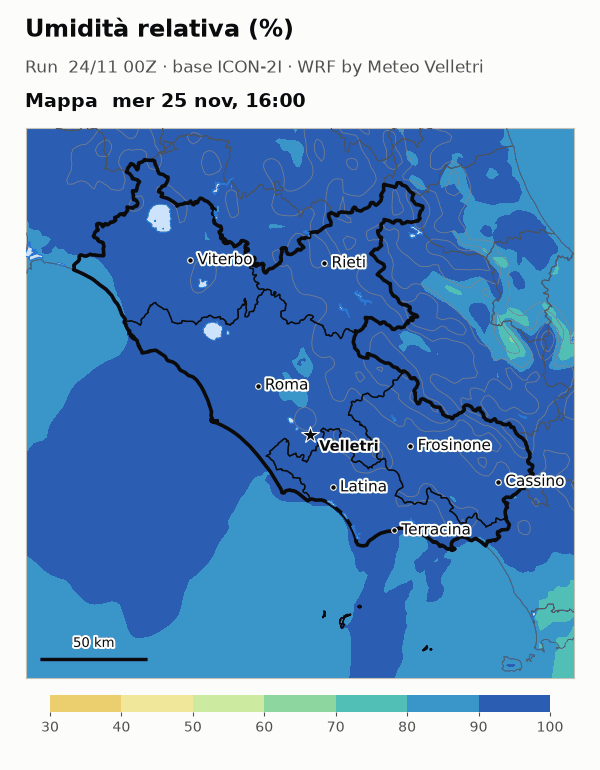 Umidità relativa (%)
Run 24/11 00Z · base ICON-2I · WRF by Meteo Velletri
Mappa mer 25 nov, 16:00
Viterbo
Rieti
Roma
Velletri
Frosinone
Latina
Cassino
Terracina
50 km
30 40 50 60 70 80 90 100